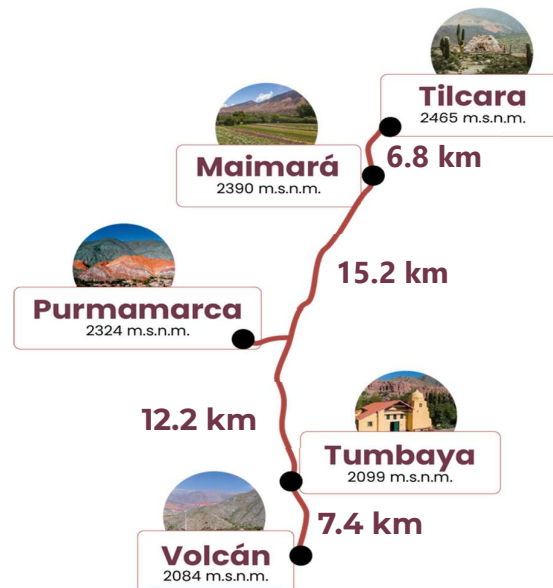 Tilcara
2465 m.s.n.m.
6.8 km
Maimará
2390 m.s.n.m.
15.2 km
Purmamarca
2324 m.s.n.m.
12.2 km
Tumbaya
2099 m.s.n.m.
7.4 km
Volcán
2084 m.s.n.m.